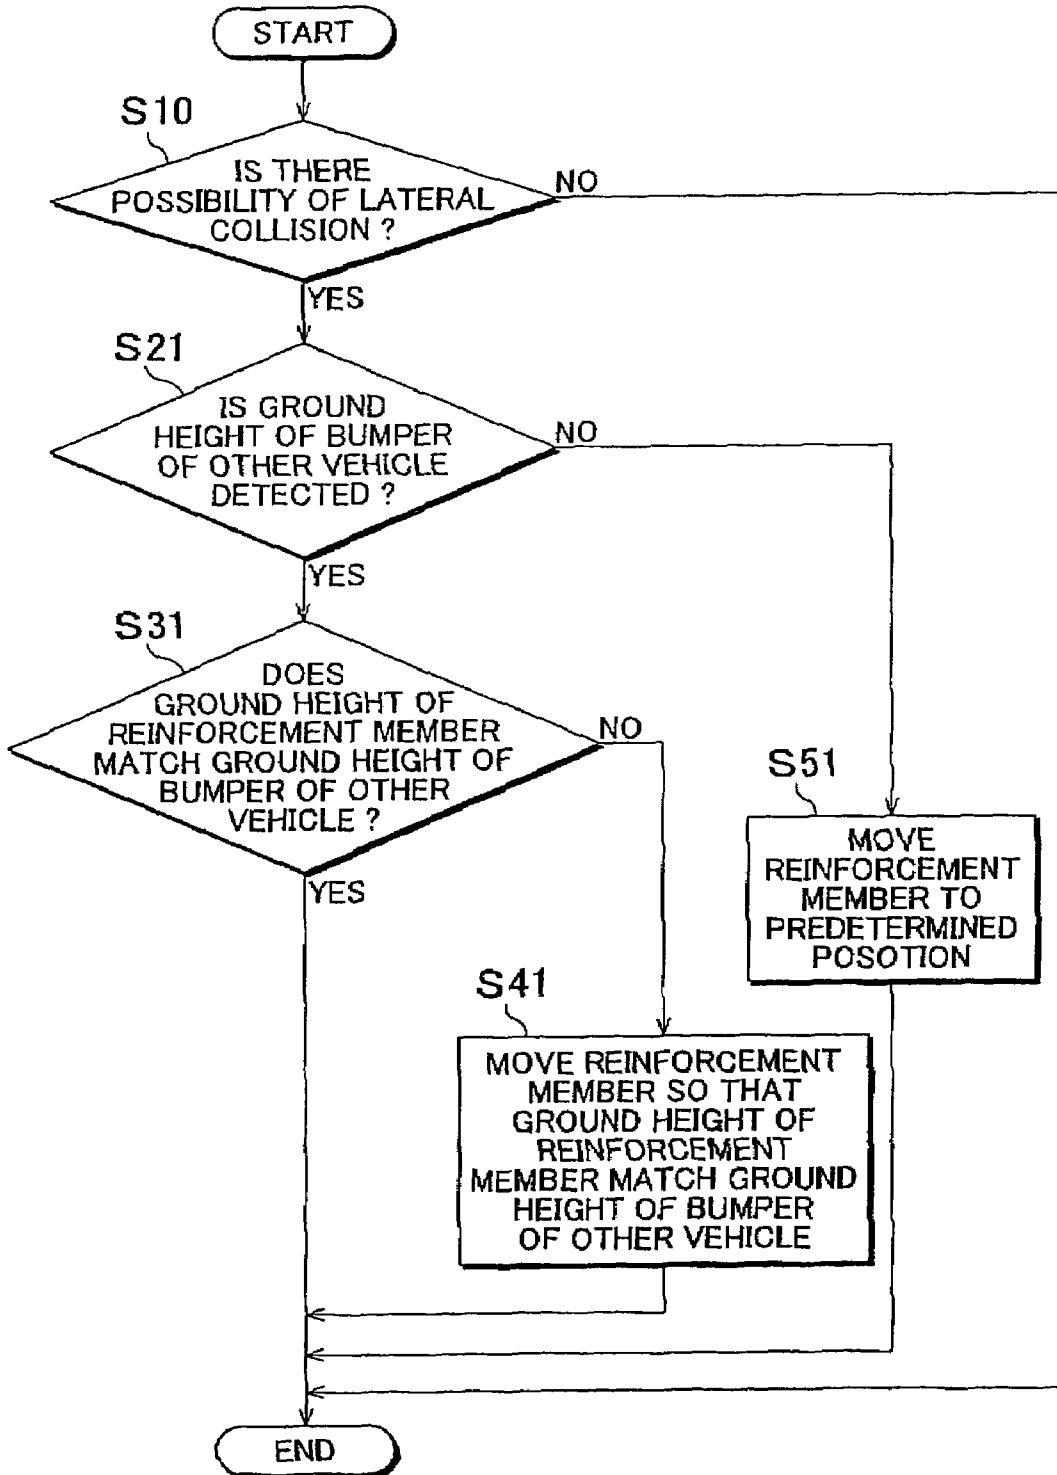 START
S10
IS THERE
POSSIBILITY OF LATERAL
COLLISION ?
NO
YES
S21
IS GROUND
HEIGHT OF BUMPER
OF OTHER VEHICLE
DETECTED ?
NO
YES
S31
DOES
GROUND HEIGHT OF
REINFORCEMENT MEMBER
MATCH GROUND HEIGHT OF
BUMPER OF OTHER
VEHICLE ?
NO
YES
S51
MOVE
REINFORCEMENT
MEMBER TO
PREDETERMINED
POSOTION
S41
MOVE REINFORCEMENT
MEMBER SO THAT
GROUND HEIGHT OF
REINFORCEMENT
MEMBER MATCH GROUND
HEIGHT OF BUMPER
OF OTHER VEHICLE
END